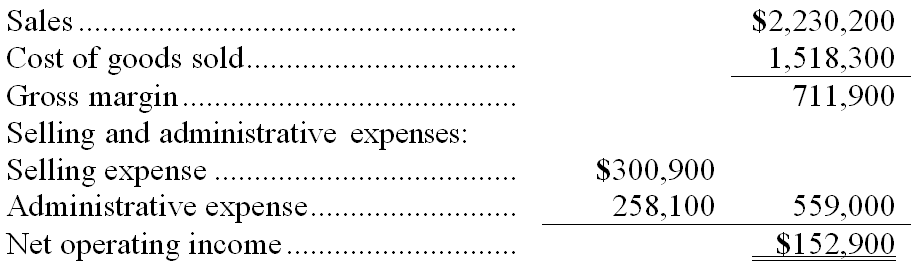 Sales ...................................................... $2,230,200
Cost of goods sold.................................. 1,518,300
Gross margin.......................................... 711,900
Selling and administrative expenses:
Selling expense ...................................... $300,900
Administrative expense.......................... 258,100 559,000
Net operating income............................. $152,900